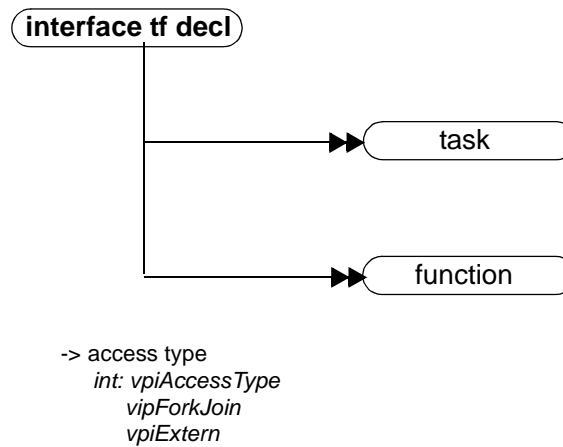 interface tf decl
task
function
-> access type
int: vpiAccessType
vipForkJoin
vpiExtern